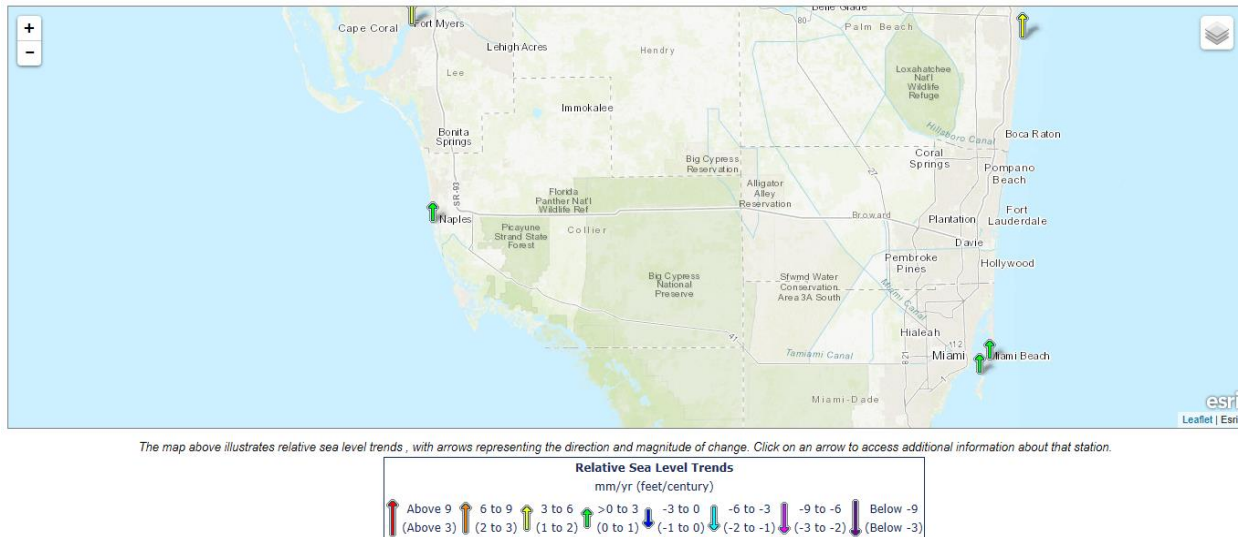 +
−
Cape Coral
Fort Myers
Lehigh Acres
Lee
Hendry
Belle Glade
80
Palm Beach
Loxahatchee
Nat'l
Wildlife
Refuge
Immokalee
Bonita
Springs
Hillsboro Canal
Boca Raton
Coral
Springs
Pompano
Beach
Big Cypress
Reservation
27
Alligator
Alley
Reservation
SR-93
Florida
Panther Nat'l
Wildlife Ref
Naples
Picayune
Strand State
Forest
Collier
Broward
Plantation
Fort
Lauderdale
Davie
Pembroke
Pines
Hollywood
Big Cypress
National
Preserve
Sfwmd Water
Conservation
Area 3A South
Miami Canal
Hialeah
41
Tamiami Canal
821
112
Miami
Miami Beach
1
Miami-Dade
esri
Leaflet | Esri
The map above illustrates relative sea level trends , with arrows representing the direction and magnitude of change. Click on an arrow to access additional information about that station.
Relative Sea Level Trends
mm/yr (feet/century)
Above 9 6 to 9 3 to 6 >0 to 3 -3 to 0 -6 to -3 -9 to -6 Below -9
(Above 3) (2 to 3) (1 to 2) (0 to 1) (-1 to 0) (-2 to -1) (-3 to -2) (Below -3)